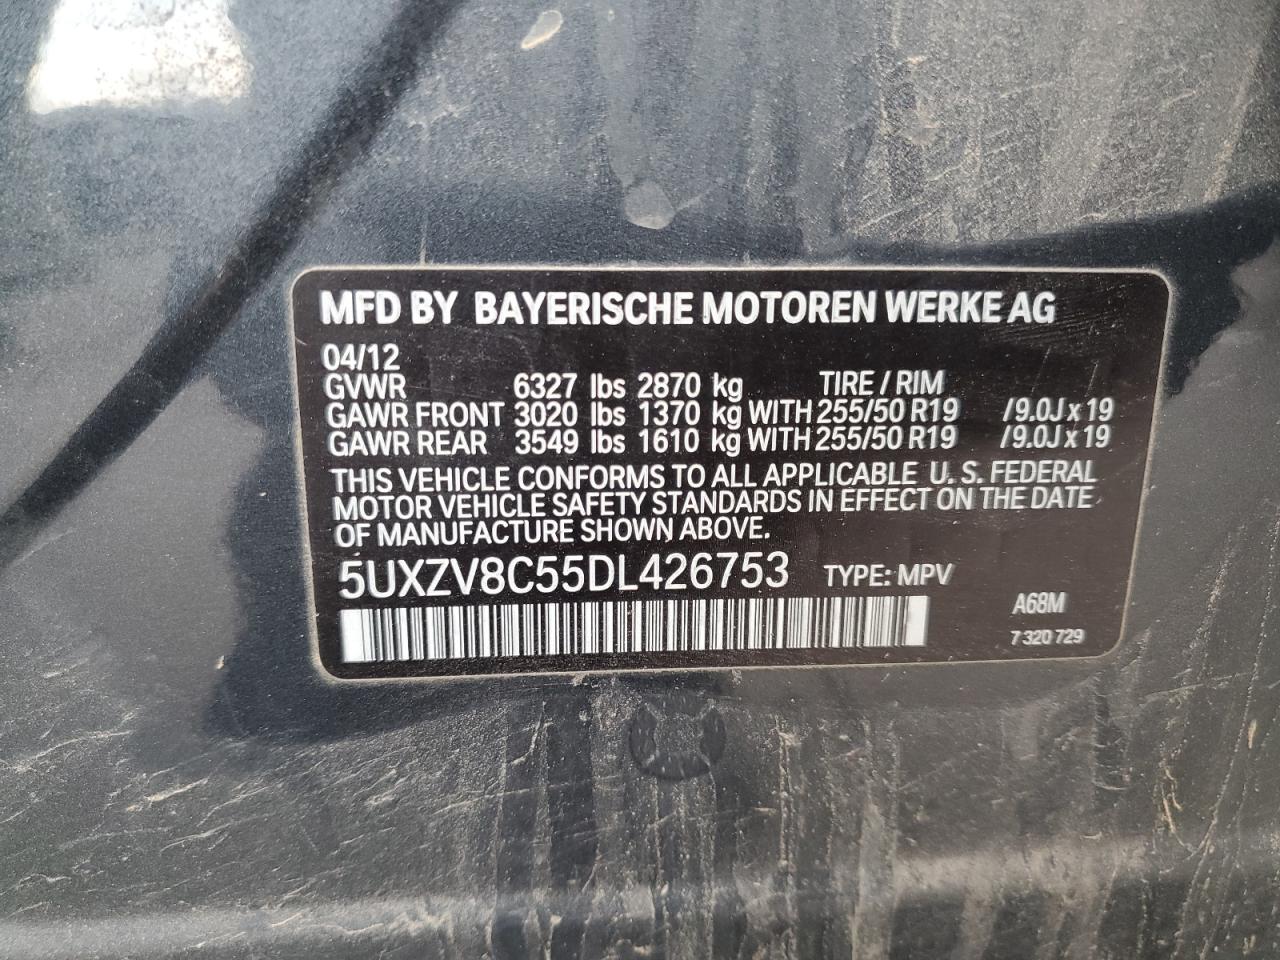 MFD BY BAYERISCHE MOTOREN WERKE AG
04/12
GVWR 6327 lbs 2870 kg TIRE / RIM
GAWR FRONT 3020 lbs 1370 kg WITH 255/50 R19 /9.0J x 19
GAWR REAR 3549 lbs 1610 kg WITH 255/50 R19 /9.0J x 19
THIS VEHICLE CONFORMS TO ALL APPLICABLE U. S. FEDERAL
MOTOR VEHICLE SAFETY STANDARDS IN EFFECT ON THE DATE
OF MANUFACTURE SHOWN ABOVE.
5UXZV8C55DL426753 TYPE: MPV
A68M
7 320 729